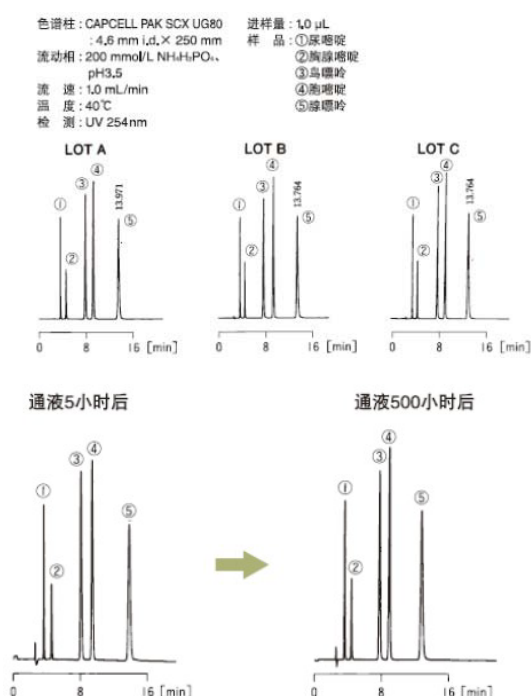 色谱柱：CAPCELL PAK SCX UG80
：4.6 mm i.d.× 250 mm
流动相：200 mmol/L NH₄H₂PO₄、
pH3.5
流 速：1.0 mL/min
温 度：40℃
检 测：UV 254nm
进样量：1.0 μL
样 品：①尿嘧啶
②胸腺嘧啶
③鸟嘌呤
④胞嘧啶
⑤腺嘌呤
LOT A
① ② ③ ④ 13.971 ⑤
0 8 16 [min]
LOT B
① ② ③ ④ 13.764 ⑤
0 8 16 [min]
LOT C
① ② ③ ④ 13.764 ⑤
0 8 16 [min]
通液5小时后
① ② ③ ④ ⑤
0 8 16 [min]
通液500小时后
① ② ③ ④ ⑤
0 8 16 [min]